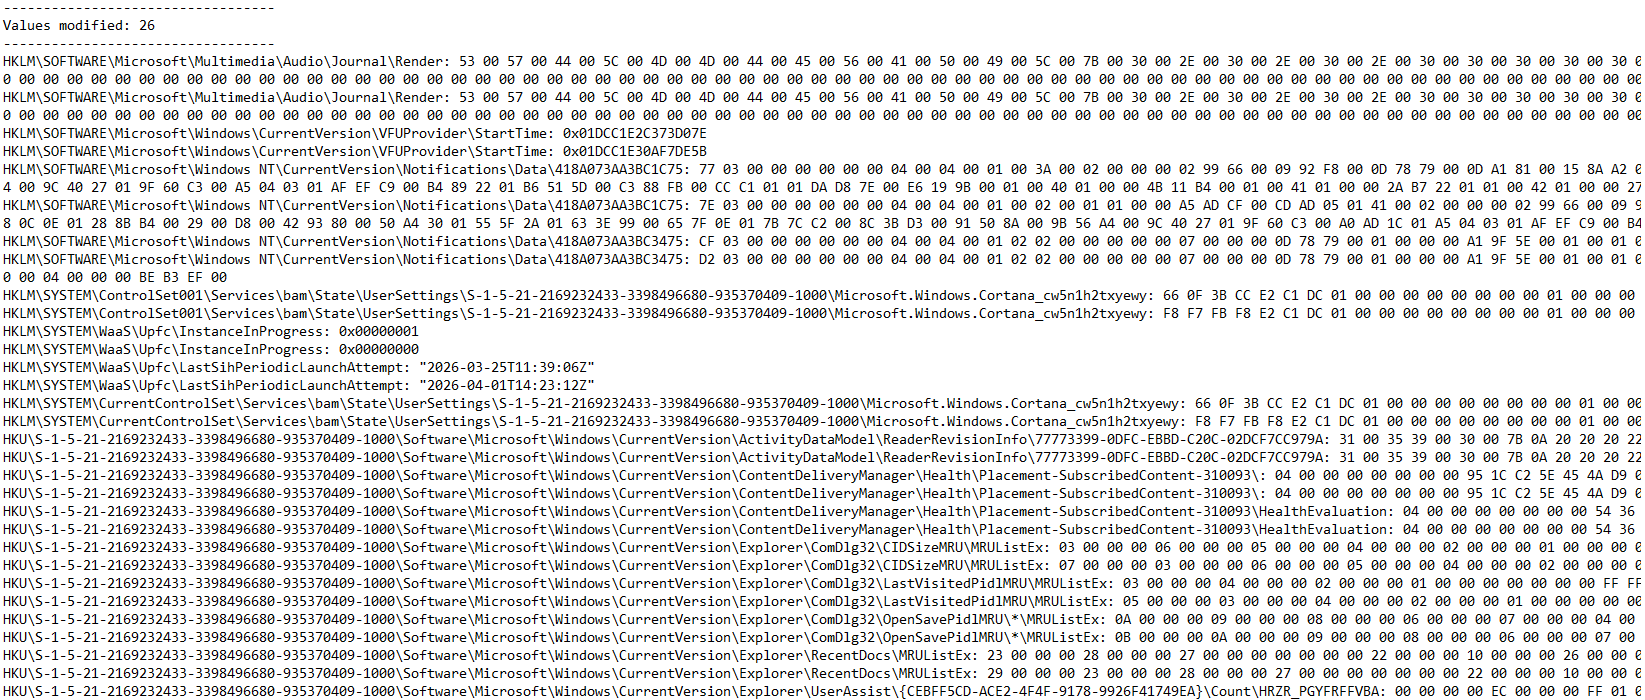 ----------------------------------
Values modified: 26
----------------------------------
HKLM\SOFTWARE\Microsoft\Multimedia\Audio\Journal\Render: 53 00 57 00 44 00 5C 00 4D 00 4D 00 44 00 45 00 56 00 41 00 50 00 49 00 5C 00 7B 00 30 00 2E 00 30 00 2E 00 30 00 2E 00 30 00 30 00 30 00 30 0
0 00 00 00 00 00 00 00 00 00 00 00 00 00 00 00 00 00 00 00 00 00 00 00 00 00 00 00 00 00 00 00 00 00 00 00 00 00 00 00 00 00 00 00 00 00 00 00 00 00 00 00 00 00 00 00 00 00 00 00 00 00 00 00 00 00 00 00 00
HKLM\SOFTWARE\Microsoft\Multimedia\Audio\Journal\Render: 53 00 57 00 44 00 5C 00 4D 00 4D 00 44 00 45 00 56 00 41 00 50 00 49 00 5C 00 7B 00 30 00 2E 00 30 00 2E 00 30 00 2E 00 30 00 30 00 30 00 30 0
0 00 00 00 00 00 00 00 00 00 00 00 00 00 00 00 00 00 00 00 00 00 00 00 00 00 00 00 00 00 00 00 00 00 00 00 00 00 00 00 00 00 00 00 00 00 00 00 00 00 00 00 00 00 00 00 00 00 00 00 00 00 00 00 00 00 00 00 00
HKLM\SOFTWARE\Microsoft\Windows\CurrentVersion\VFUProvider\StartTime: 0x01DCC1E2C373D07E
HKLM\SOFTWARE\Microsoft\Windows\CurrentVersion\VFUProvider\StartTime: 0x01DCC1E30AF7DE5B
HKLM\SOFTWARE\Microsoft\Windows NT\CurrentVersion\Notifications\Data\418A073AA3BC1C75: 77 03 00 00 00 00 00 00 04 00 04 00 01 00 3A 00 02 00 00 00 02 99 66 00 09 92 F8 00 0D 78 79 00 0D A1 81 00 15 8A A2 0
4 00 9C 40 27 01 9F 60 C3 00 A5 04 03 01 AF EF C9 00 B4 89 22 01 B6 51 5D 00 C3 88 FB 00 CC C1 01 01 DA D8 7E 00 E6 19 9B 00 01 00 40 01 00 00 4B 11 B4 00 01 00 41 01 00 00 2A B7 22 01 01 00 42 01 00 00 27
HKLM\SOFTWARE\Microsoft\Windows NT\CurrentVersion\Notifications\Data\418A073AA3BC1C75: 7E 03 00 00 00 00 00 00 04 00 04 00 01 00 02 00 01 01 00 00 A5 AD CF 00 CD AD 05 01 41 00 02 00 00 00 02 99 66 00 09 9
8 0C 0E 01 28 8B B4 00 29 00 D8 00 42 93 80 00 50 A4 30 01 55 5F 2A 01 63 3E 99 00 65 7F 0E 01 7B 7C C2 00 8C 3B D3 00 91 50 8A 00 9B 56 A4 00 9C 40 27 01 9F 60 C3 00 A0 AD 1C 01 A5 04 03 01 AF EF C9 00 B4
HKLM\SOFTWARE\Microsoft\Windows NT\CurrentVersion\Notifications\Data\418A073AA3BC3475: CF 03 00 00 00 00 00 00 04 00 04 00 01 02 02 00 00 00 00 00 07 00 00 00 0D 78 79 00 01 00 00 00 A1 9F 5E 00 01 00 01 0
HKLM\SOFTWARE\Microsoft\Windows NT\CurrentVersion\Notifications\Data\418A073AA3BC3475: D2 03 00 00 00 00 00 00 04 00 04 00 01 02 02 00 00 00 00 00 07 00 00 00 0D 78 79 00 01 00 00 00 A1 9F 5E 00 01 00 01 0
0 00 04 00 00 00 BE B3 EF 00
HKLM\SYSTEM\ControlSet001\Services\bam\State\UserSettings\S-1-5-21-2169232433-3398496680-935370409-1000\Microsoft.Windows.Cortana_cw5n1h2txyewy: 66 0F 3B CC E2 C1 DC 01 00 00 00 00 00 00 00 00 01 00 00 00
HKLM\SYSTEM\ControlSet001\Services\bam\State\UserSettings\S-1-5-21-2169232433-3398496680-935370409-1000\Microsoft.Windows.Cortana_cw5n1h2txyewy: F8 F7 FB F8 E2 C1 DC 01 00 00 00 00 00 00 00 00 01 00 00 00
HKLM\SYSTEM\WaaS\Upfc\InstanceInProgress: 0x00000001
HKLM\SYSTEM\WaaS\Upfc\InstanceInProgress: 0x00000000
HKLM\SYSTEM\WaaS\Upfc\LastSihPeriodicLaunchAttempt: "2026-03-25T11:39:06Z"
HKLM\SYSTEM\WaaS\Upfc\LastSihPeriodicLaunchAttempt: "2026-04-01T14:23:12Z"
HKLM\SYSTEM\CurrentControlSet\Services\bam\State\UserSettings\S-1-5-21-2169232433-3398496680-935370409-1000\Microsoft.Windows.Cortana_cw5n1h2txyewy: 66 0F 3B CC E2 C1 DC 01 00 00 00 00 00 00 00 00 01 00 00
HKLM\SYSTEM\CurrentControlSet\Services\bam\State\UserSettings\S-1-5-21-2169232433-3398496680-935370409-1000\Microsoft.Windows.Cortana_cw5n1h2txyewy: F8 F7 FB F8 E2 C1 DC 01 00 00 00 00 00 00 00 00 01 00 00
HKU\S-1-5-21-2169232433-3398496680-935370409-1000\Software\Microsoft\Windows\CurrentVersion\ActivityDataModel\ReaderRevisionInfo\77773399-0DFC-EBBD-C20C-02DCF7CC979A: 31 00 35 39 00 30 00 7B 0A 20 20 20 22
HKU\S-1-5-21-2169232433-3398496680-935370409-1000\Software\Microsoft\Windows\CurrentVersion\ActivityDataModel\ReaderRevisionInfo\77773399-0DFC-EBBD-C20C-02DCF7CC979A: 31 00 35 39 00 30 00 7B 0A 20 20 20 22
HKU\S-1-5-21-2169232433-3398496680-935370409-1000\Software\Microsoft\Windows\CurrentVersion\ContentDeliveryManager\Health\Placement-SubscribedContent-310093\: 04 00 00 00 00 00 00 00 95 1C C2 5E 45 4A D9 0
HKU\S-1-5-21-2169232433-3398496680-935370409-1000\Software\Microsoft\Windows\CurrentVersion\ContentDeliveryManager\Health\Placement-SubscribedContent-310093\: 04 00 00 00 00 00 00 00 95 1C C2 5E 45 4A D9 0
HKU\S-1-5-21-2169232433-3398496680-935370409-1000\Software\Microsoft\Windows\CurrentVersion\ContentDeliveryManager\Health\Placement-SubscribedContent-310093\HealthEvaluation: 04 00 00 00 00 00 00 00 54 36
HKU\S-1-5-21-2169232433-3398496680-935370409-1000\Software\Microsoft\Windows\CurrentVersion\ContentDeliveryManager\Health\Placement-SubscribedContent-310093\HealthEvaluation: 04 00 00 00 00 00 00 00 54 36
HKU\S-1-5-21-2169232433-3398496680-935370409-1000\Software\Microsoft\Windows\CurrentVersion\Explorer\ComDlg32\CIDSizeMRU\MRUListEx: 03 00 00 00 06 00 00 00 05 00 00 00 04 00 00 00 02 00 00 00 01 00 00 00
HKU\S-1-5-21-2169232433-3398496680-935370409-1000\Software\Microsoft\Windows\CurrentVersion\Explorer\ComDlg32\CIDSizeMRU\MRUListEx: 07 00 00 00 03 00 00 00 06 00 00 00 05 00 00 00 04 00 00 00 02 00 00 00
HKU\S-1-5-21-2169232433-3398496680-935370409-1000\Software\Microsoft\Windows\CurrentVersion\Explorer\ComDlg32\LastVisitedPidlMRU\MRUListEx: 03 00 00 00 04 00 00 00 02 00 00 00 01 00 00 00 00 00 00 00 FF FF
HKU\S-1-5-21-2169232433-3398496680-935370409-1000\Software\Microsoft\Windows\CurrentVersion\Explorer\ComDlg32\LastVisitedPidlMRU\MRUListEx: 05 00 00 00 03 00 00 00 04 00 00 00 02 00 00 00 01 00 00 00 00 00
HKU\S-1-5-21-2169232433-3398496680-935370409-1000\Software\Microsoft\Windows\CurrentVersion\Explorer\ComDlg32\OpenSavePidlMRU\*\MRUListEx: 0A 00 00 00 09 00 00 00 08 00 00 00 06 00 00 00 07 00 00 00 04 00
HKU\S-1-5-21-2169232433-3398496680-935370409-1000\Software\Microsoft\Windows\CurrentVersion\Explorer\ComDlg32\OpenSavePidlMRU\*\MRUListEx: 0B 00 00 00 0A 00 00 00 09 00 00 00 08 00 00 00 06 00 00 00 07 00
HKU\S-1-5-21-2169232433-3398496680-935370409-1000\Software\Microsoft\Windows\CurrentVersion\Explorer\RecentDocs\MRUListEx: 23 00 00 00 28 00 00 00 27 00 00 00 00 00 00 00 22 00 00 00 10 00 00 00 26 00 00 0
HKU\S-1-5-21-2169232433-3398496680-935370409-1000\Software\Microsoft\Windows\CurrentVersion\Explorer\RecentDocs\MRUListEx: 29 00 00 00 23 00 00 00 28 00 00 00 27 00 00 00 00 00 00 00 22 00 00 00 10 00 00 0
HKU\S-1-5-21-2169232433-3398496680-935370409-1000\Software\Microsoft\Windows\CurrentVersion\Explorer\UserAssist\{CEBFF5CD-ACE2-4F4F-9178-9926F41749EA}\Count\HRZR_PGYFRFFVBA: 00 00 00 00 EC 00 00 00 FF 01